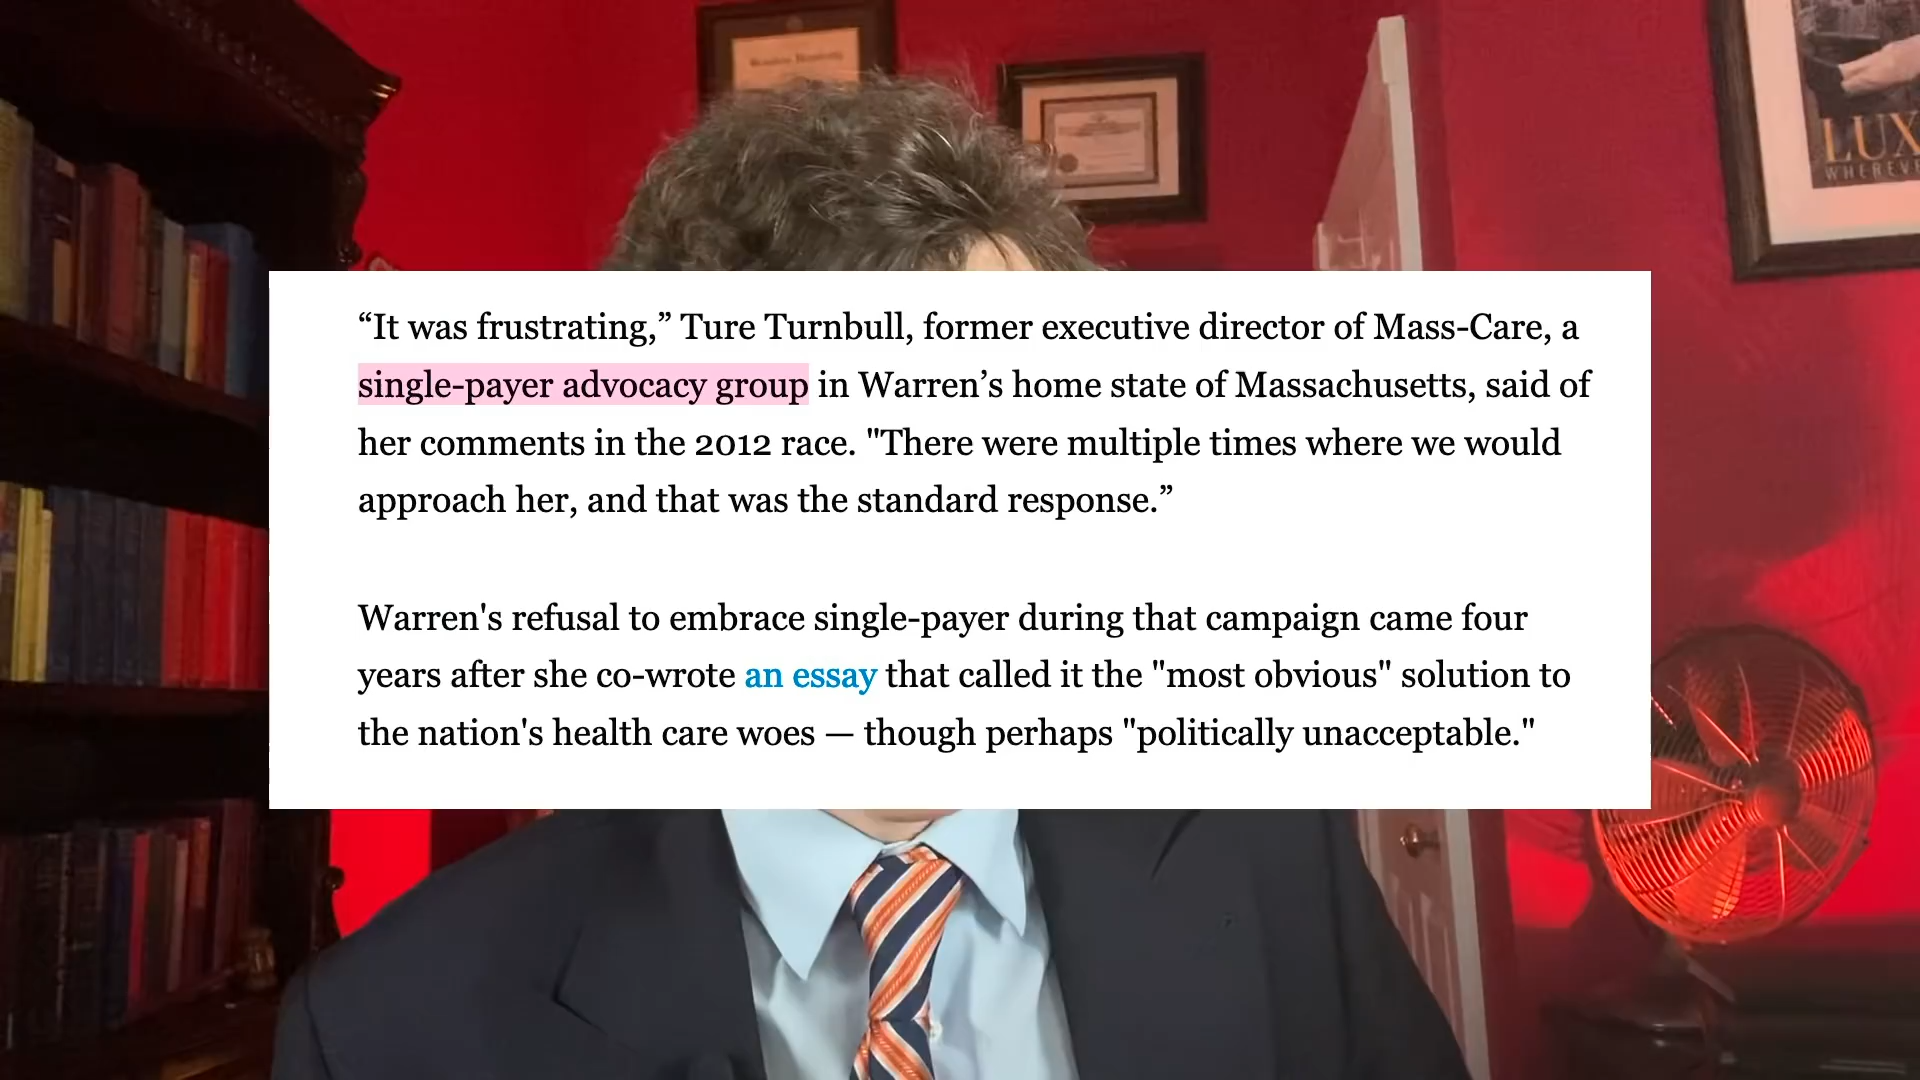 “It was frustrating,” Ture Turnbull, former executive director of Mass-Care, a
single-payer advocacy group in Warren’s home state of Massachusetts, said of
her comments in the 2012 race. "There were multiple times where we would
approach her, and that was the standard response.”
Warren's refusal to embrace single-payer during that campaign came four
years after she co-wrote an essay that called it the "most obvious" solution to
the nation's health care woes — though perhaps "politically unacceptable."
LUX
WHEREVE